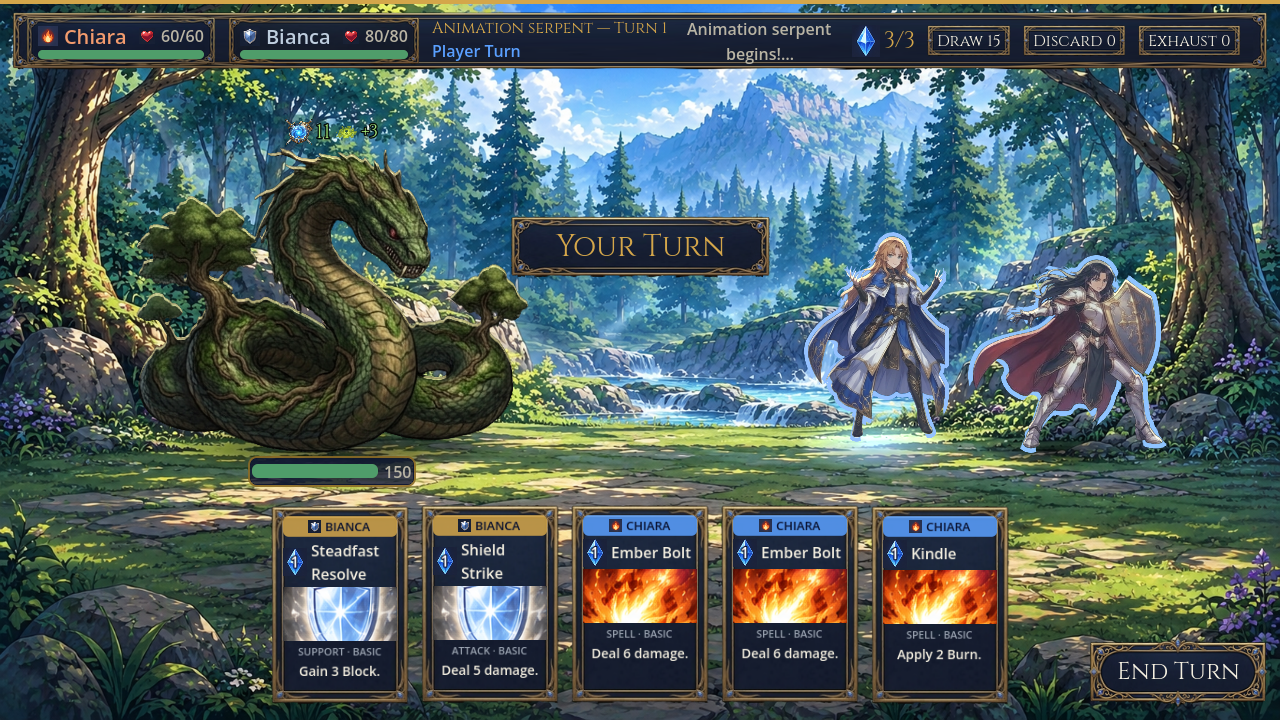 Chiara 60/60
Bianca 80/80
Animation serpent — Turn 1
Player Turn
Animation serpent
begins!...
3/3
Draw 15
Discard 0
Exhaust 0
11 +3
Your Turn
150
BIANCA
1
Steadfast
Resolve
SUPPORT · BASIC
Gain 3 Block.
BIANCA
1
Shield
Strike
ATTACK · BASIC
Deal 5 damage.
CHIARA
1 Ember Bolt
SPELL · BASIC
Deal 6 damage.
CHIARA
1 Ember Bolt
SPELL · BASIC
Deal 6 damage.
CHIARA
1 Kindle
SPELL · BASIC
Apply 2 Burn.
End Turn